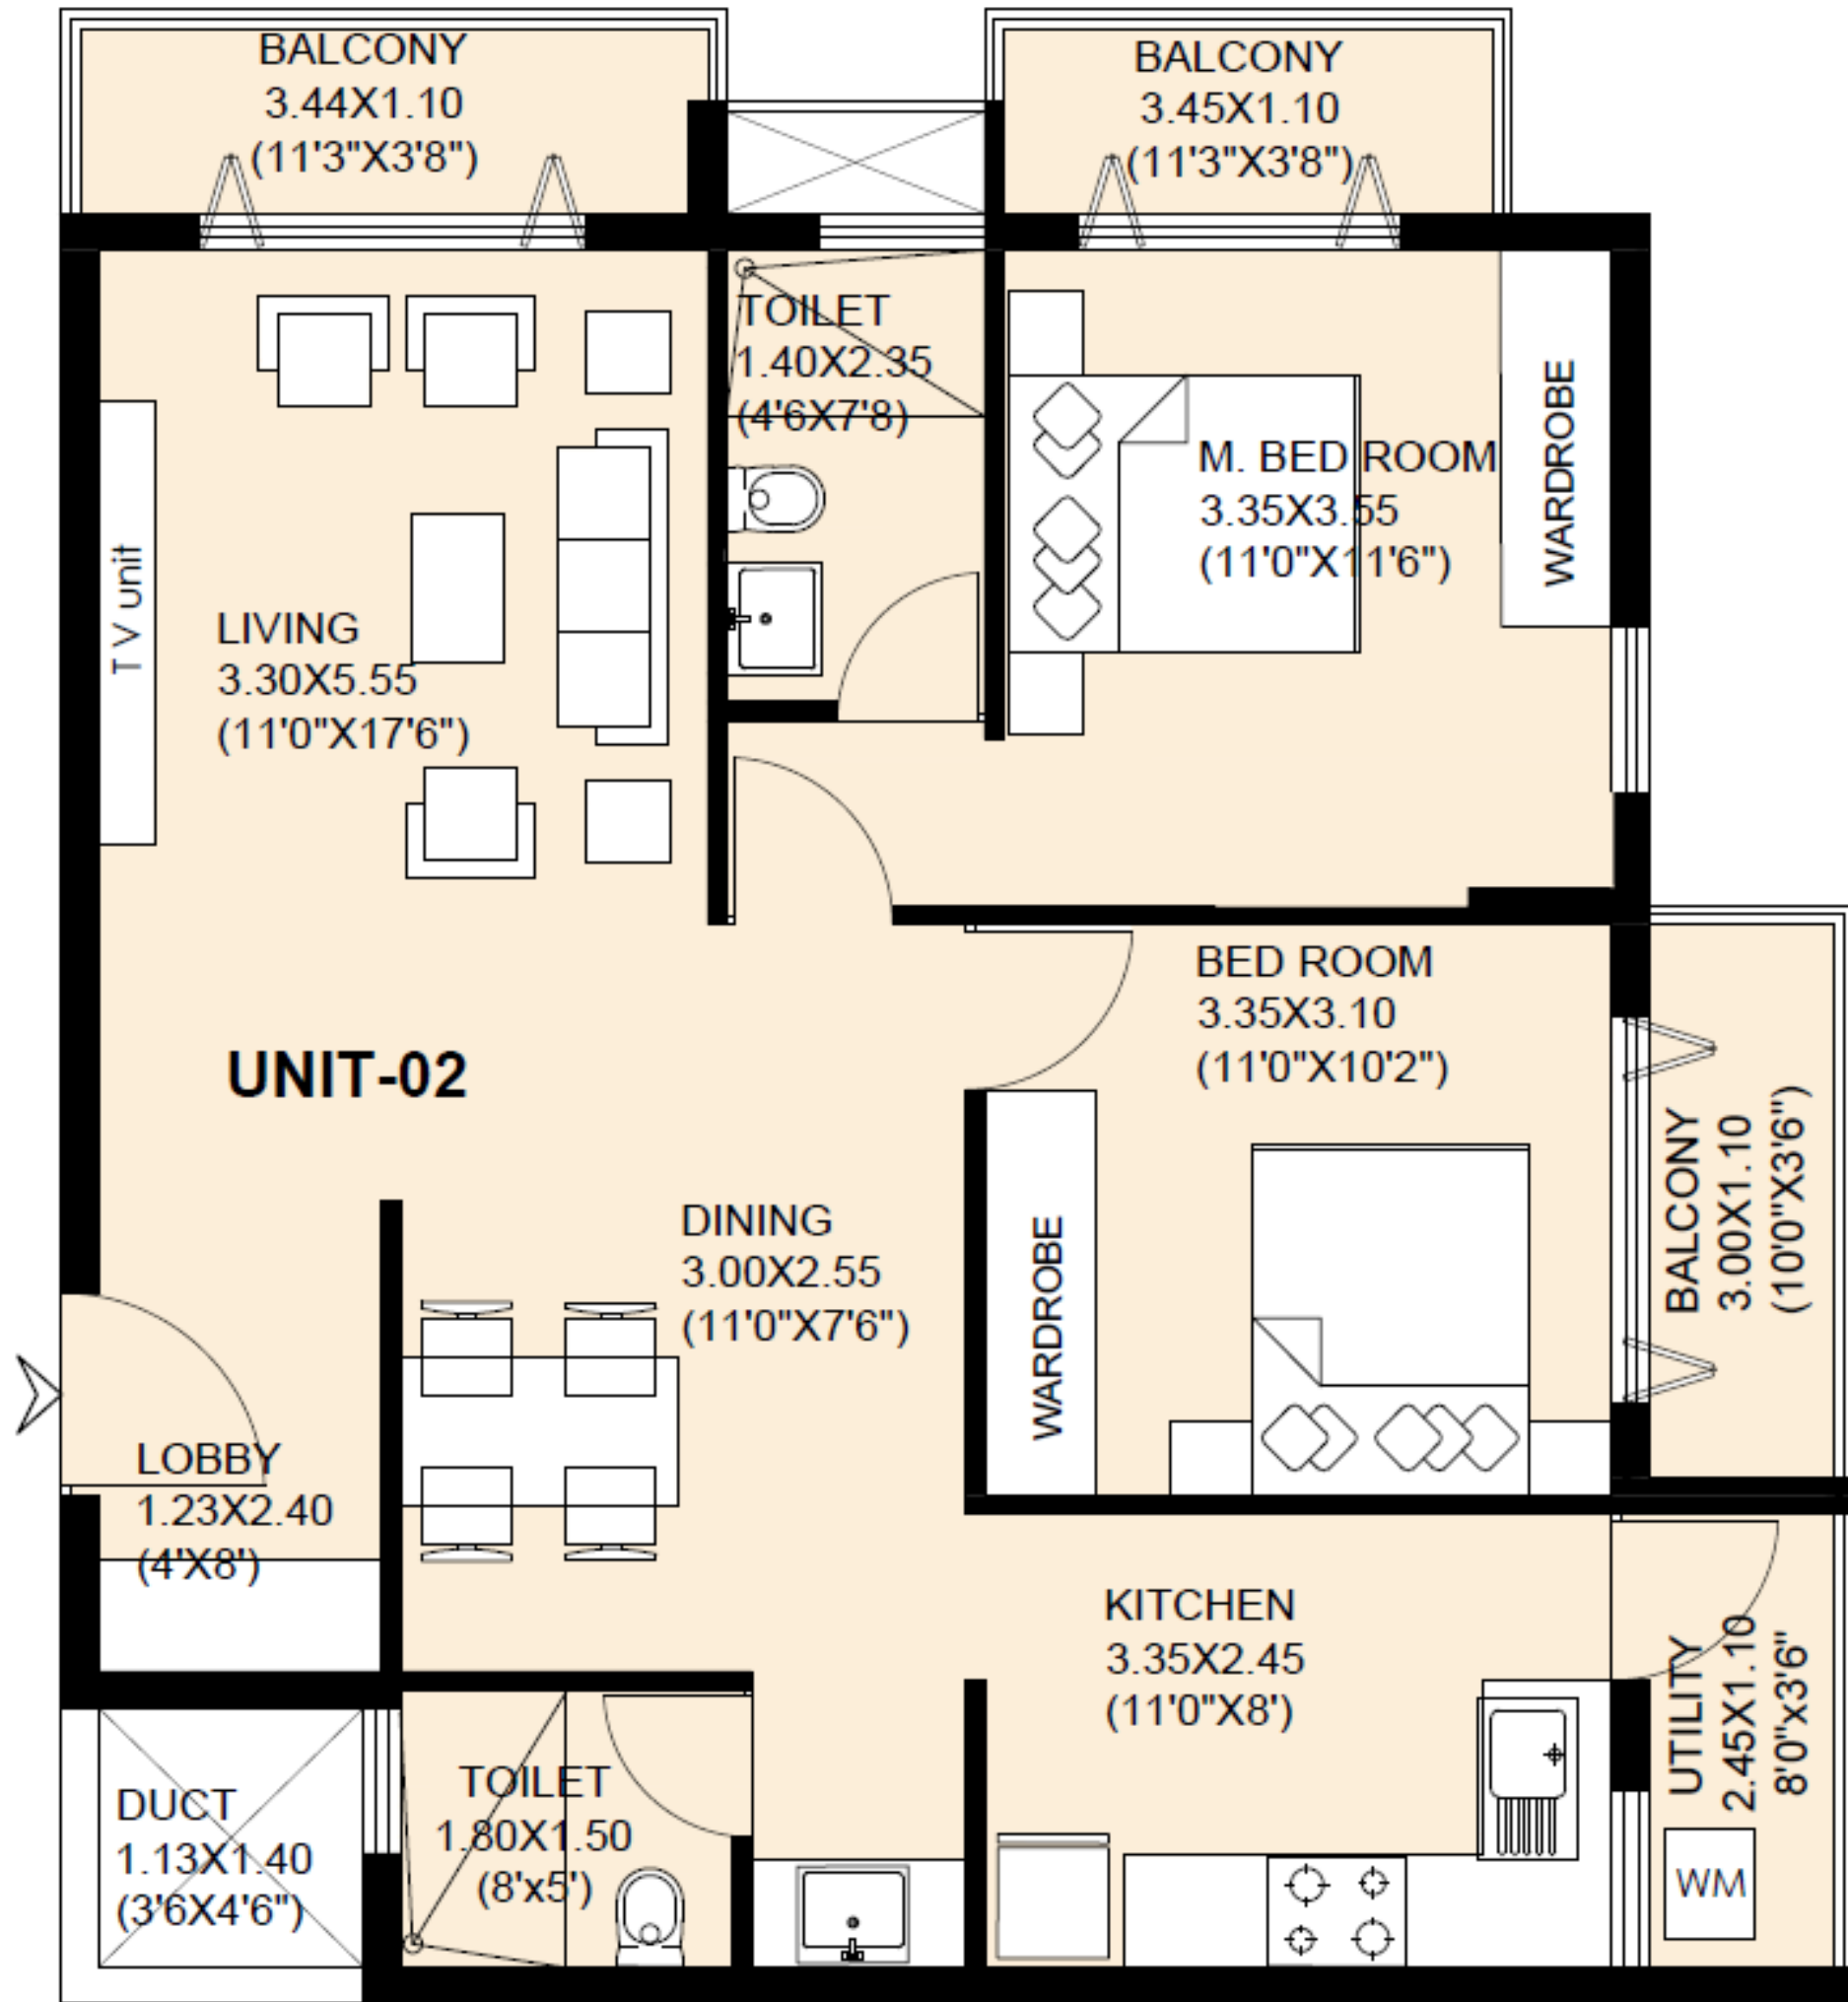 BALCONY
3.44X1.10
(11'3"X3'8")
BALCONY
3.45X1.10
(11'3"X3'8")
TOILET
1.40X2.35
(4'6X7'8)
M. BED ROOM
3.35X3.55
(11'0"X11'6")
WARDROBE
T V unit
LIVING
3.30X5.55
(11'0"X17'6")
BED ROOM
3.35X3.10
(11'0"X10'2")
UNIT-02
BALCONY
3.00X1.10
(10'0"X3'6")
DINING
3.00X2.55
(11'0"X7'6")
WARDROBE
LOBBY
1.23X2.40
(4'X8')
KITCHEN
3.35X2.45
(11'0"X8')
UTILITY
2.45X1.10
8'0"x3'6"
TOILET
1.80X1.50
(8'x5')
DUCT
1.13X1.40
(3'6X4'6")
WM